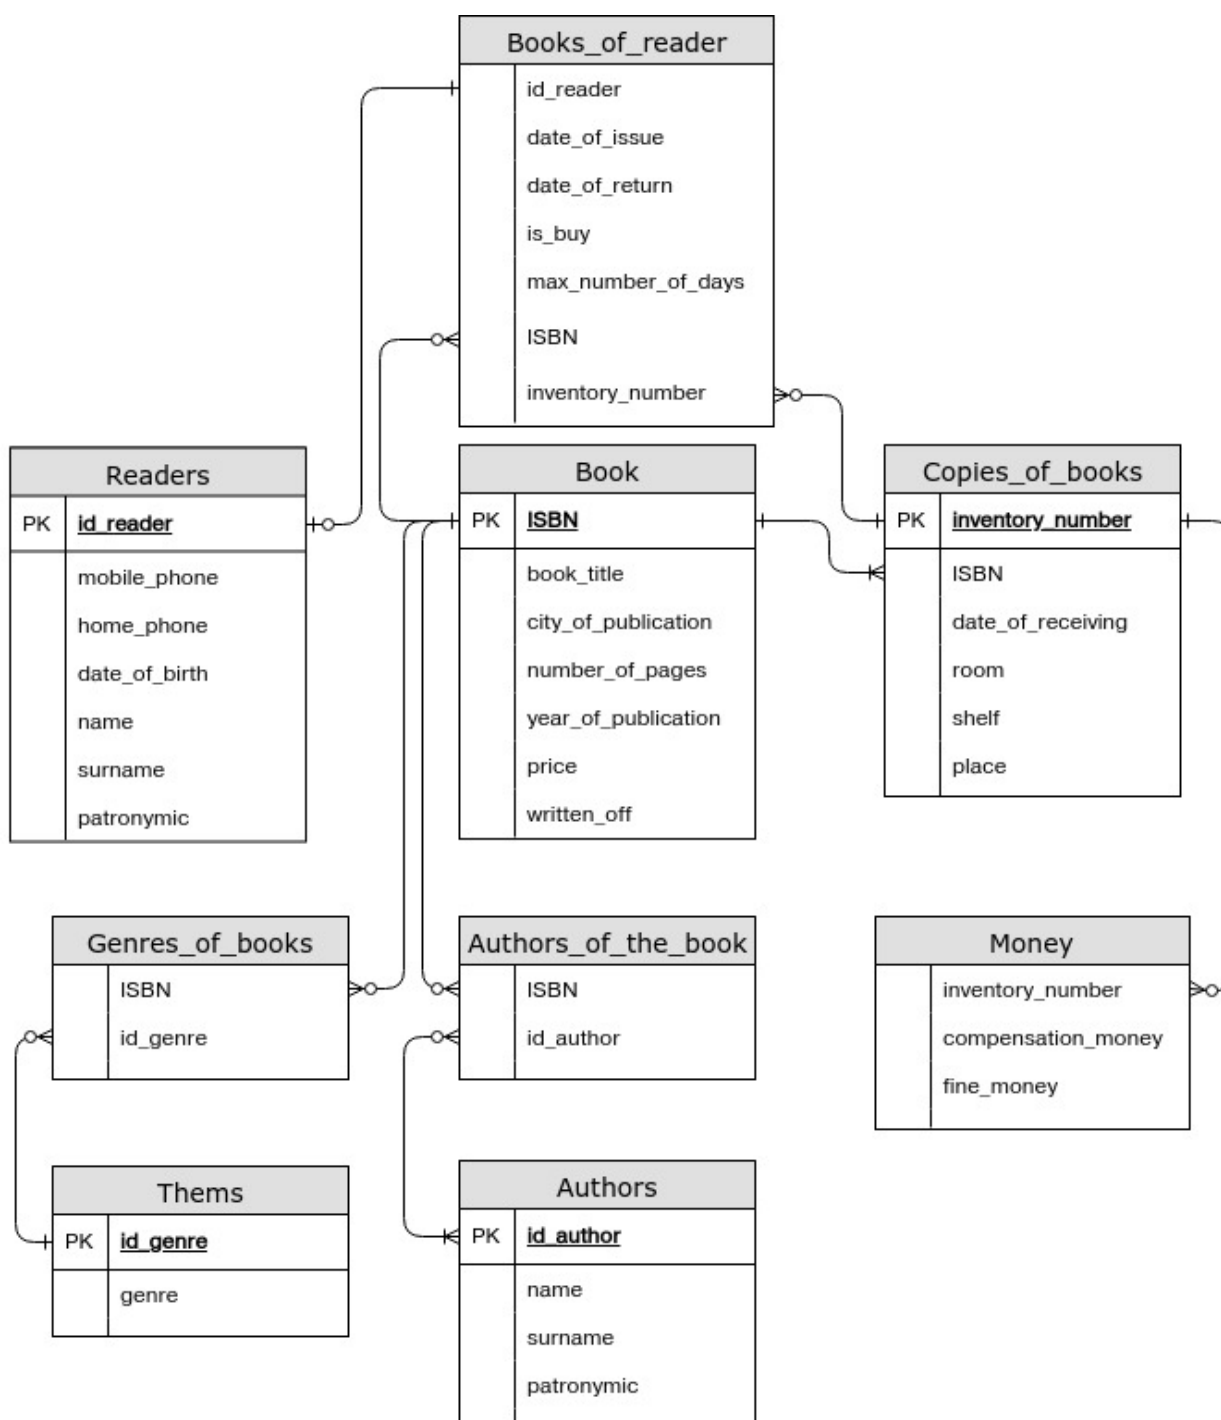 Books_of_reader
id_reader
date_of_issue
date_of_return
is_buy
max_number_of_days
ISBN
inventory_number
Readers
PK id_reader
mobile_phone
home_phone
date_of_birth
name
surname
patronymic
Book
PK ISBN
book_title
city_of_publication
number_of_pages
year_of_publication
price
written_off
Copies_of_books
PK inventory_number
ISBN
date_of_receiving
room
shelf
place
Genres_of_books
ISBN
id_genre
Authors_of_the_book
ISBN
id_author
Money
inventory_number
compensation_money
fine_money
Thems
PK id_genre
genre
Authors
PK id_author
name
surname
patronymic